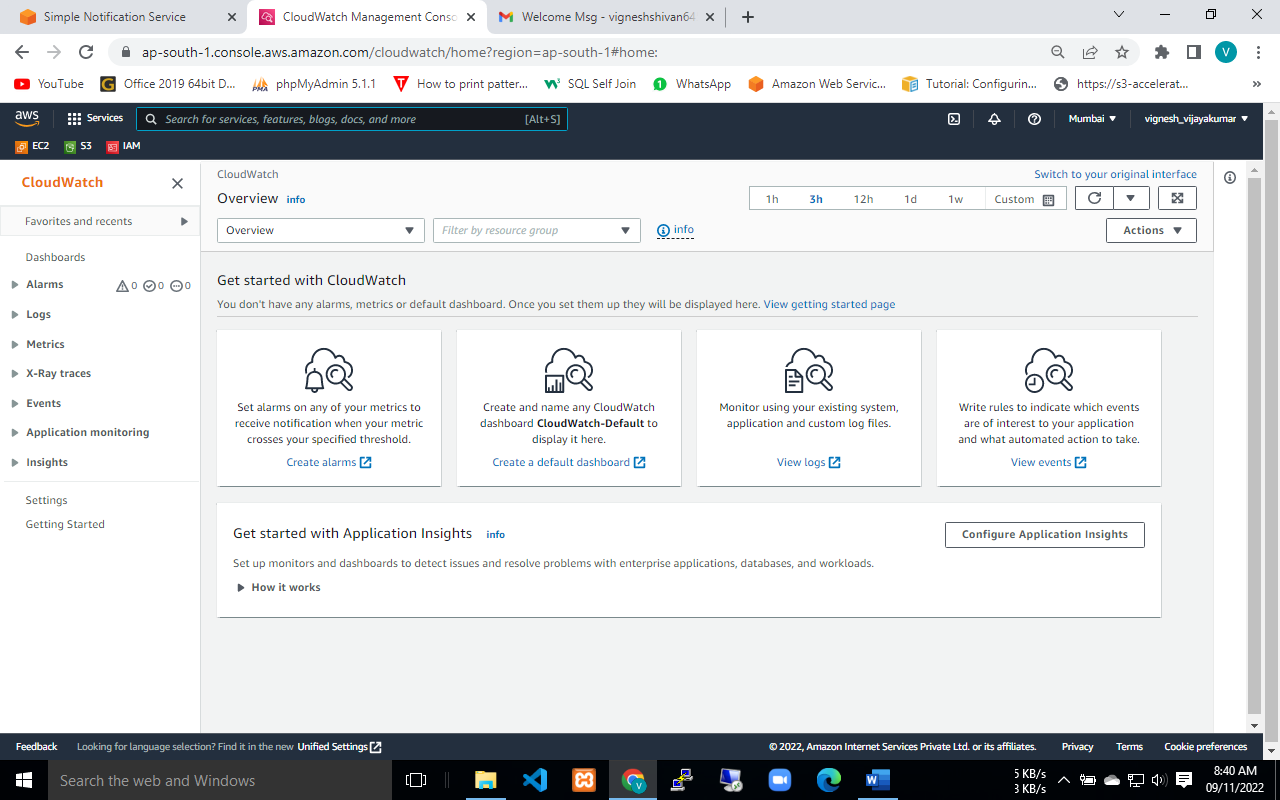 Simple Notification Service
CloudWatch Management Conso
Welcome Msg - vigneshshivan64
ap-south-1.console.aws.amazon.com/cloudwatch/home?region=ap-south-1#home:
V
YouTube
Office 2019 64bit D...
phpMyAdmin 5.1.1
How to print patter...
SQL Self Join
WhatsApp
Amazon Web Servic...
Tutorial: Configurin...
https://s3-accelerat...
»
aws
Services
Search for services, features, blogs, docs, and more
[Alt+S]
Mumbai
vignesh_vijayakumar
EC2
S3
IAM
CloudWatch
Favorites and recents
Dashboards
Alarms
0
0
0
Logs
Metrics
X-Ray traces
Events
Application monitoring
Insights
Settings
Getting Started
CloudWatch
Switch to your original interface
Overview
info
1h
3h
12h
1d
1w
Custom
Overview
Filter by resource group
info
Actions
Get started with CloudWatch
You don't have any alarms, metrics or default dashboard. Once you set them up they will be displayed here. View getting started page
Set alarms on any of your metrics to
receive notification when your metric
crosses your specified threshold.
Create alarms
Create and name any CloudWatch
dashboard CloudWatch-Default to
display it here.
Create a default dashboard
Monitor using your existing system,
application and custom log files.
View logs
Write rules to indicate which events
are of interest to your application
and what automated action to take.
View events
Get started with Application Insights
info
Configure Application Insights
Set up monitors and dashboards to detect issues and resolve problems with enterprise applications, databases, and workloads.
How it works
Feedback
Looking for language selection? Find it in the new Unified Settings
© 2022, Amazon Internet Services Private Ltd. or its affiliates.
Privacy
Terms
Cookie preferences
Search the web and Windows
5 KB/s
3 KB/s
8:40 AM
09/11/2022